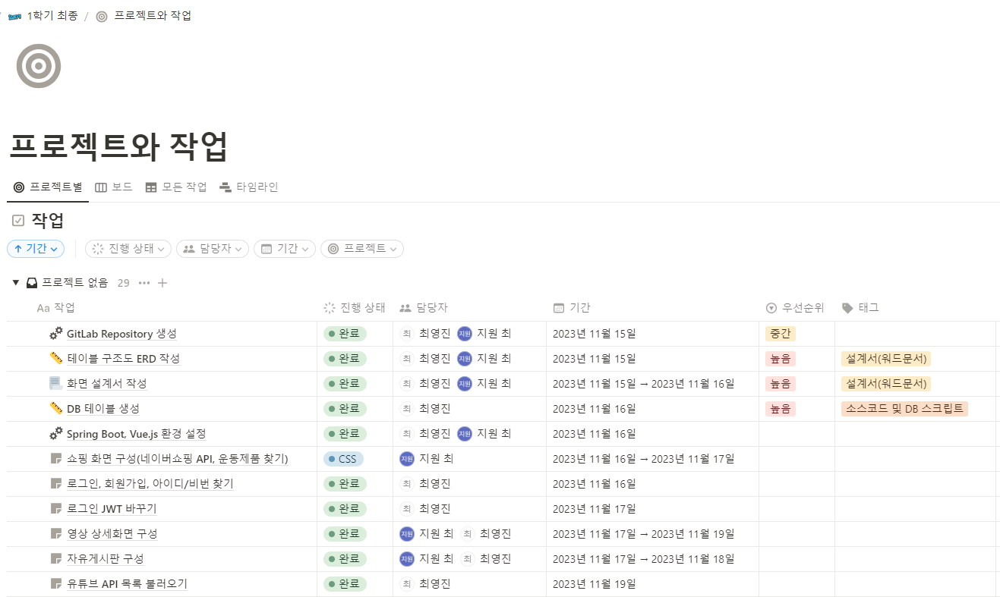 / 1학기 최종 / 프로젝트와 작업
프로젝트와 작업
프로젝트별 보드 모든 작업 타임라인
작업
↑ 기간 진행 상태 담당자 기간 프로젝트
▼ 프로젝트 없음 29 ••• +
Aa 작업 진행 상태 담당자 기간 우선순위 태그
GitLab Repository 생성 완료 최 최영진 지원 지원 최 2023년 11월 15일 중간
테이블 구조도 ERD 작성 완료 최 최영진 지원 지원 최 2023년 11월 15일 높음 설계서(워드문서)
화면 설계서 작성 완료 최 최영진 지원 지원 최 2023년 11월 15일 → 2023년 11월 16일 높음 설계서(워드문서)
DB 테이블 생성 완료 최 최영진 2023년 11월 16일 높음 소스코드 및 DB 스크립트
Spring Boot, Vue.js 환경 설정 완료 최 최영진 지원 지원 최 2023년 11월 16일
쇼핑 화면 구성(네이버쇼핑 API, 운동제품 찾기) CSS 지원 지원 최 2023년 11월 16일 → 2023년 11월 17일
로그인, 회원가입, 아이디/비번 찾기 완료 최 최영진 2023년 11월 16일
로그인 JWT 바꾸기 완료 최 최영진 2023년 11월 17일
영상 상세화면 구성 완료 지원 지원 최 최 최영진 2023년 11월 17일 → 2023년 11월 19일
자유게시판 구성 완료 지원 지원 최 최 최영진 2023년 11월 17일 → 2023년 11월 18일
유튜브 API 목록 불러오기 완료 최 최영진 2023년 11월 19일